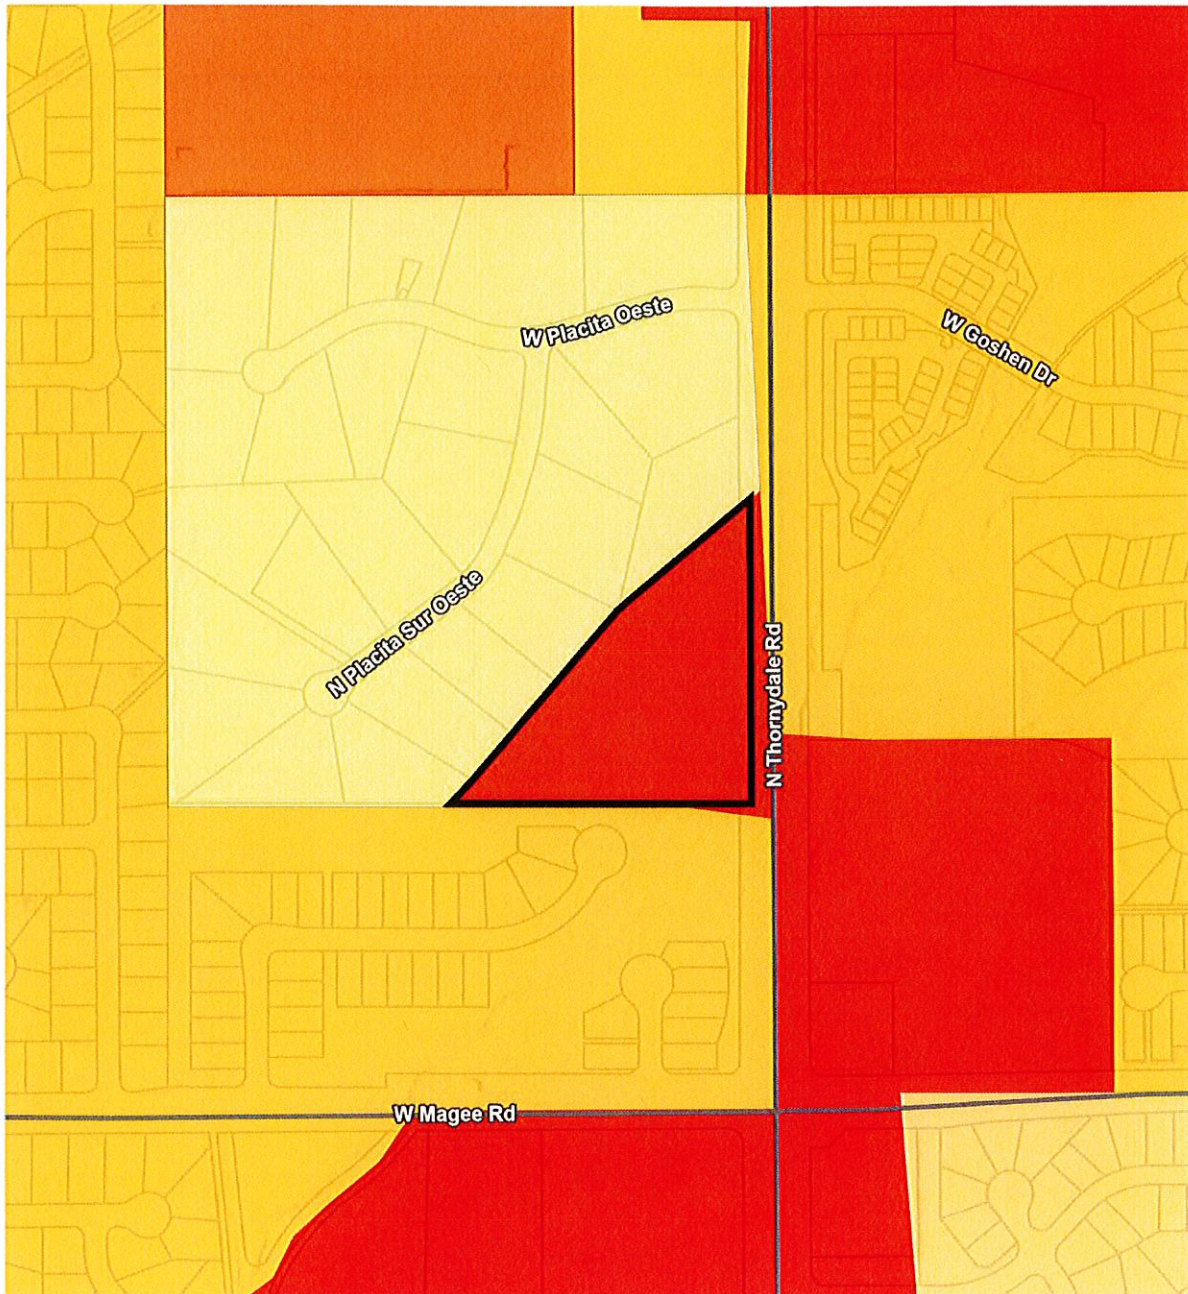 W Placita Oeste
W Goshen Dr
N Placita Sur Oeste
N Thornydale Rd
W Magee Rd